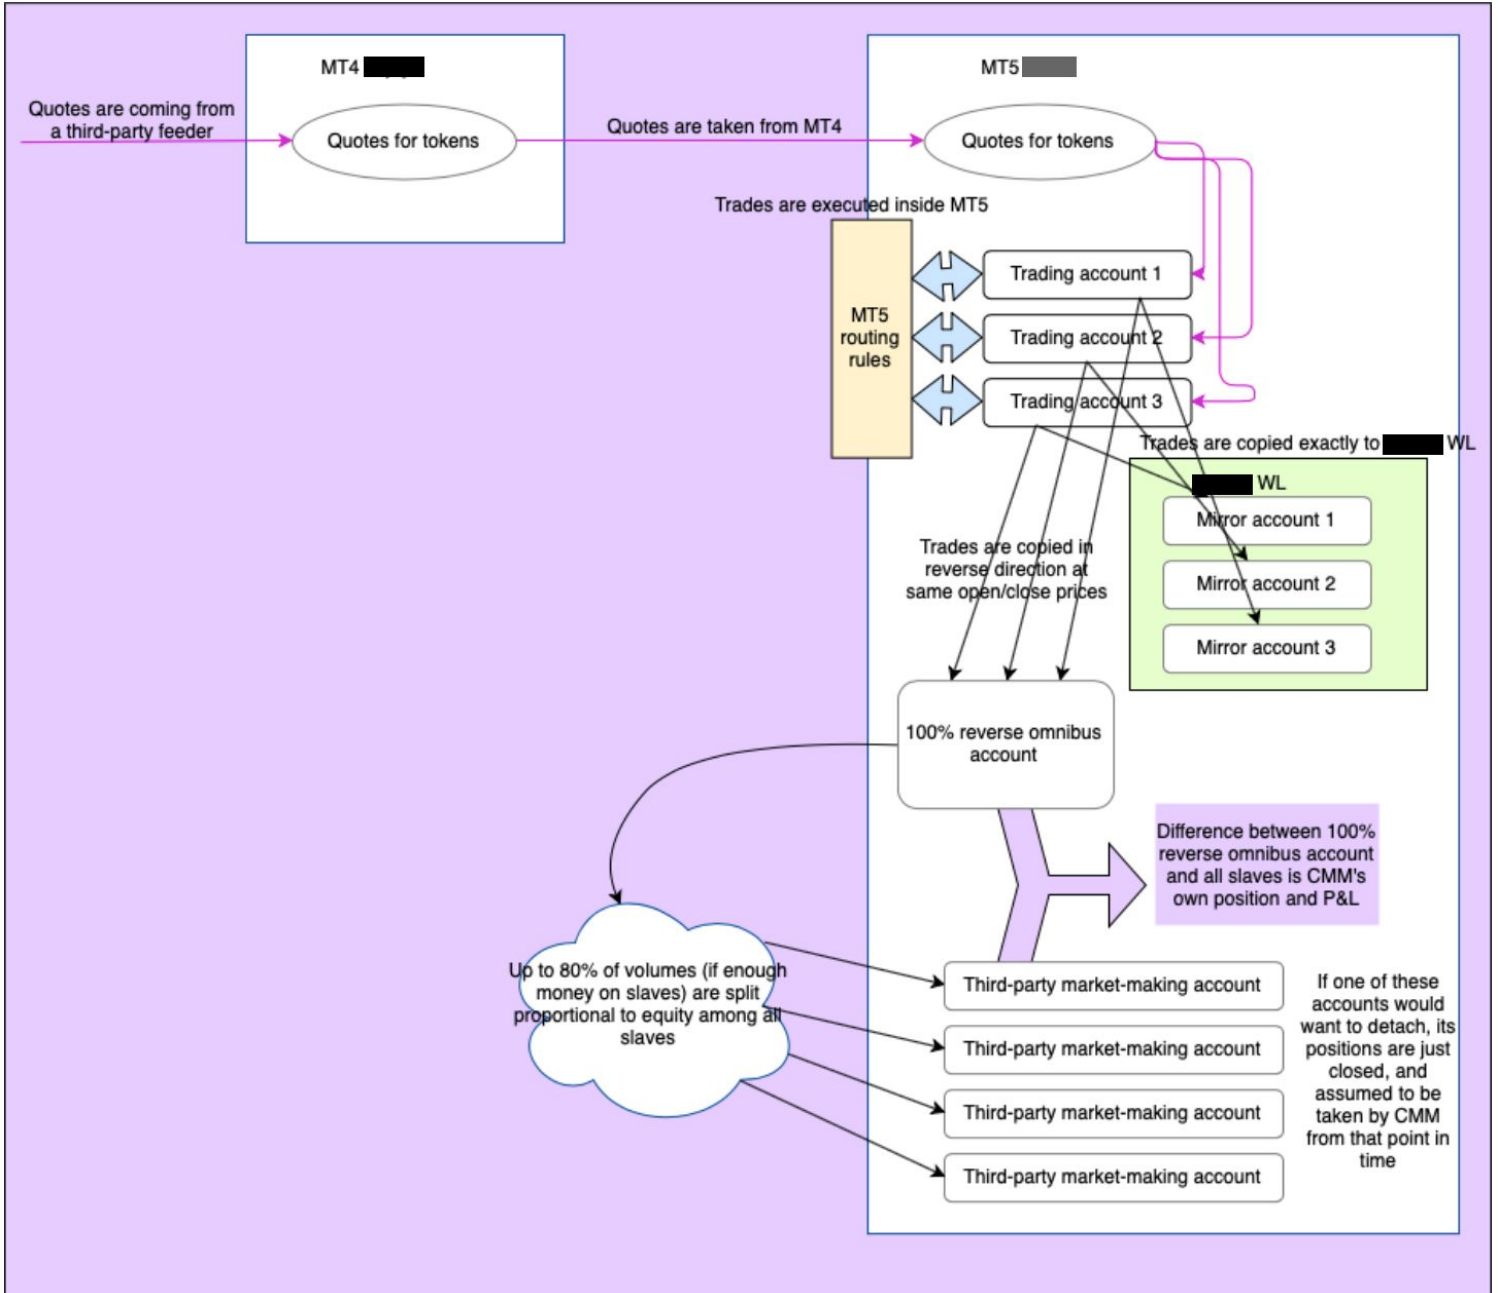 MT4
MT5
Quotes are coming from
a third-party feeder
Quotes for tokens
Quotes are taken from MT4
Quotes for tokens
Trades are executed inside MT5
MT5
routing
rules
Trading account 1
Trading account 2
Trading account 3
Trades are copied exactly to WL
WL
Mirror account 1
Mirror account 2
Mirror account 3
Trades are copied in
reverse direction at
same open/close prices
100% reverse omnibus
account
Difference between 100%
reverse omnibus account
and all slaves is CMM's
own position and P&L
Up to 80% of volumes (if enough
money on slaves) are split
proportional to equity among all
slaves
Third-party market-making account
Third-party market-making account
Third-party market-making account
Third-party market-making account
If one of these
accounts would
want to detach, its
positions are just
closed, and
assumed to be
taken by CMM
from that point in
time